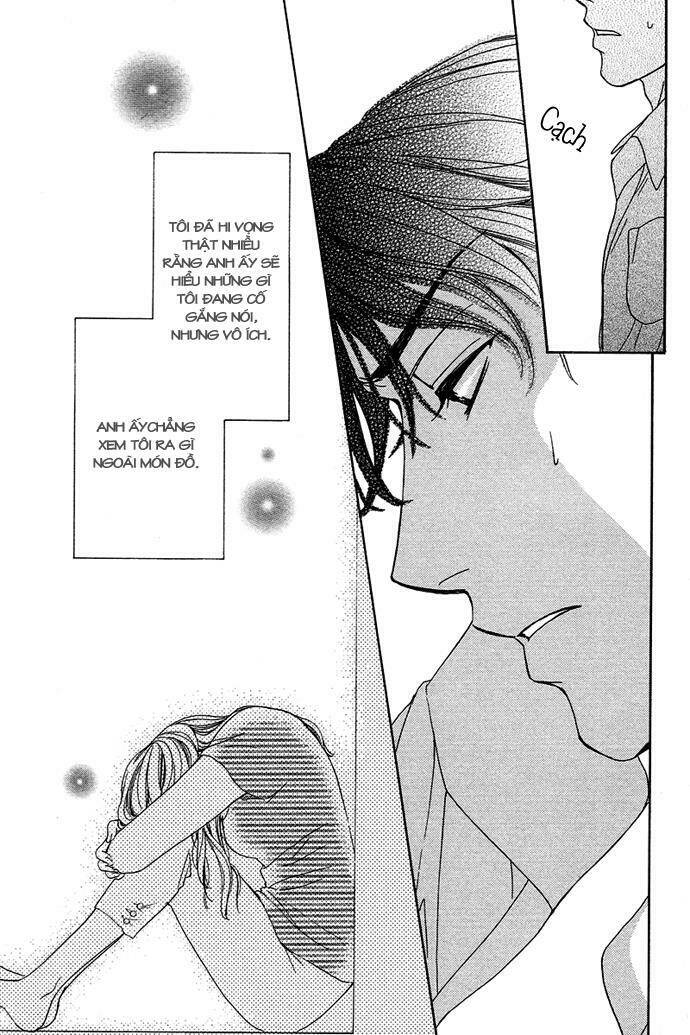 Cạch
TÔI ĐÃ HI VỌNG
THẬT NHIỀU
RẰNG ANH ẤY SẼ
HIỂU NHỮNG GÌ
TÔI ĐANG CỐ
GẮNG NÓI,
NHƯNG VÔ ÍCH.
ANH ẤYCHẲNG
XEM TÔI RA GÌ
NGOÀI MÓN ĐỒ.